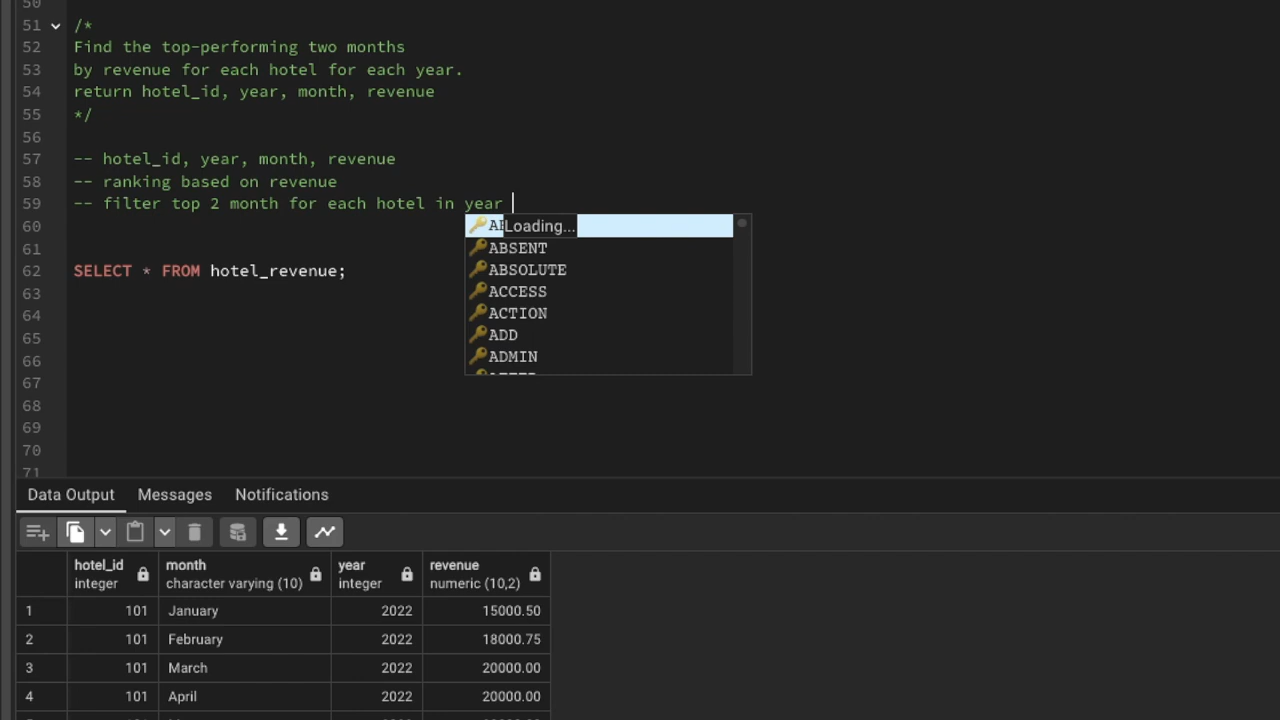 50
51 /*
52 Find the top-performing two months
53 by revenue for each hotel for each year.
54 return hotel_id, year, month, revenue
55 */
56
57 -- hotel_id, year, month, revenue
58 -- ranking based on revenue
59 -- filter top 2 month for each hotel in year
60
Loading...
ABSENT
61
ABSOLUTE
62 SELECT * FROM hotel_revenue;
ACCESS
63
ACTION
64
ADD
65
ADMIN
66
67
68
69
70
71
Data Output Messages Notifications
hotel_id month year revenue
integer character varying (10) integer numeric (10,2)
1 101 January 2022 15000.50
2 101 February 2022 18000.75
3 101 March 2022 20000.00
4 101 April 2022 20000.00